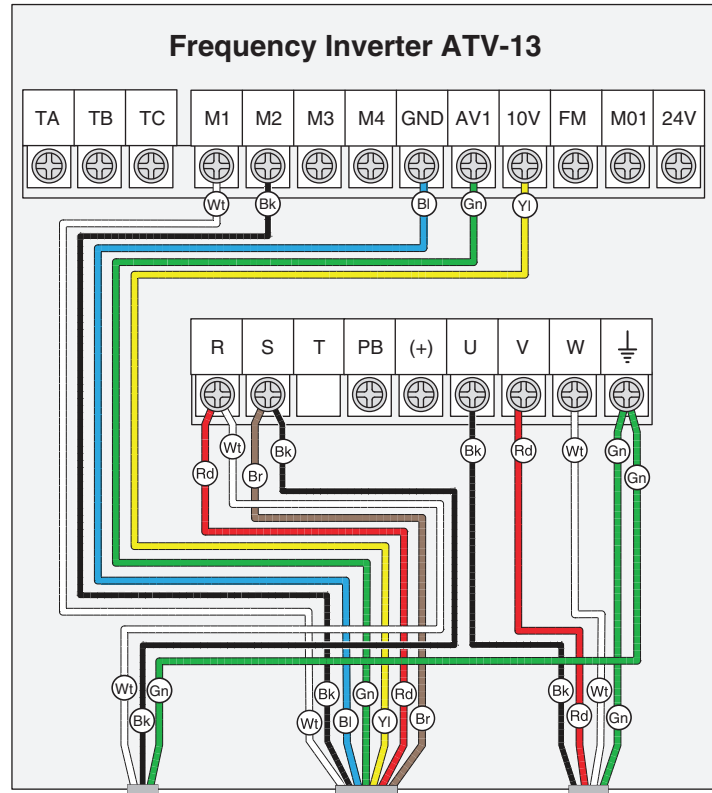 Frequency Inverter ATV-13
TA TB TC M1 M2 M3 M4 GND AV1 10V FM M01 24V
Wt Bk Bl Gn Yl
R S T PB (+) U V W
Wt Bk Bk Rd Wt Gn
Rd Br Gn
Wt Gn Bk Gn Rd Bk Wt
Bk Wt Bl Yl Br Rd Gn